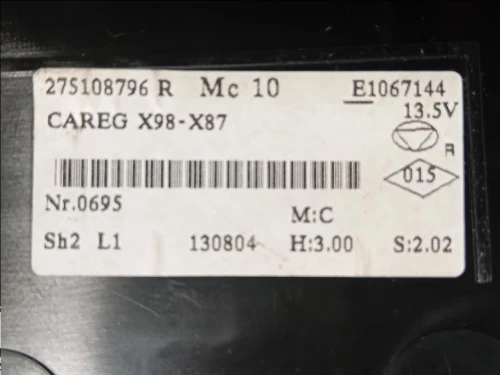 275108796 R Mc 10 E1067144
CAREG X98-X87 13.5V
R
015
Nr.0695
M:C
Sh2 L1 130804 H:3.00 S:2.02